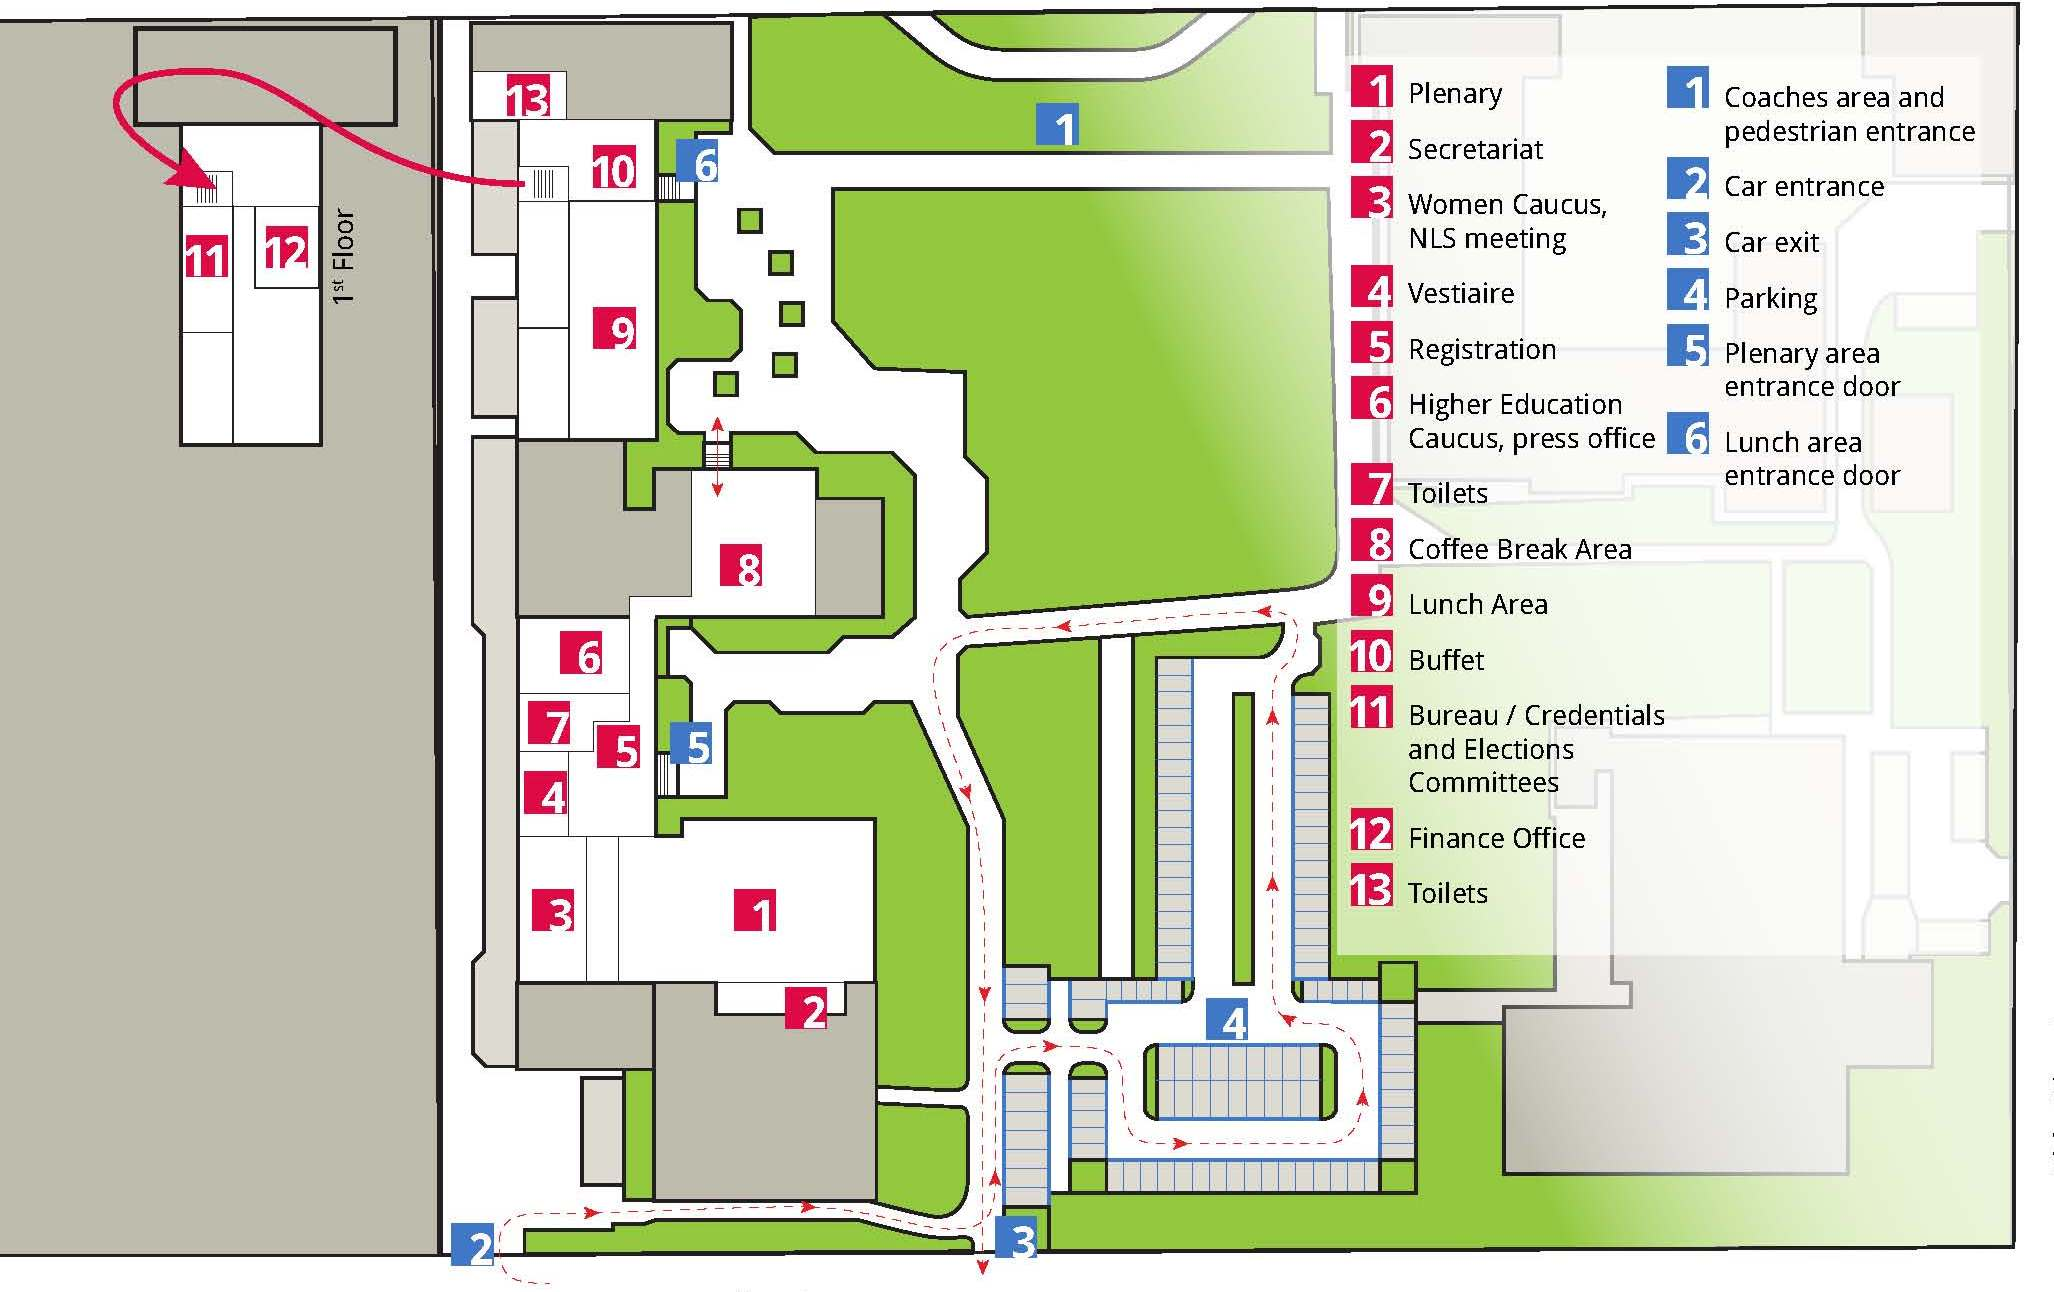 13
10
6
1
11
12
1st Floor
9
8
6
7
5
5
4
3
1
2
4
2
3
1 Plenary
2 Secretariat
3 Women Caucus,
NLS meeting
4 Vestiaire
5 Registration
6 Higher Education
Caucus, press office
7 Toilets
8 Coffee Break Area
9 Lunch Area
10 Buffet
11 Bureau / Credentials
and Elections
Committees
12 Finance Office
13 Toilets
1 Coaches area and
pedestrian entrance
2 Car entrance
3 Car exit
4 Parking
5 Plenary area
entrance door
6 Lunch area
entrance door